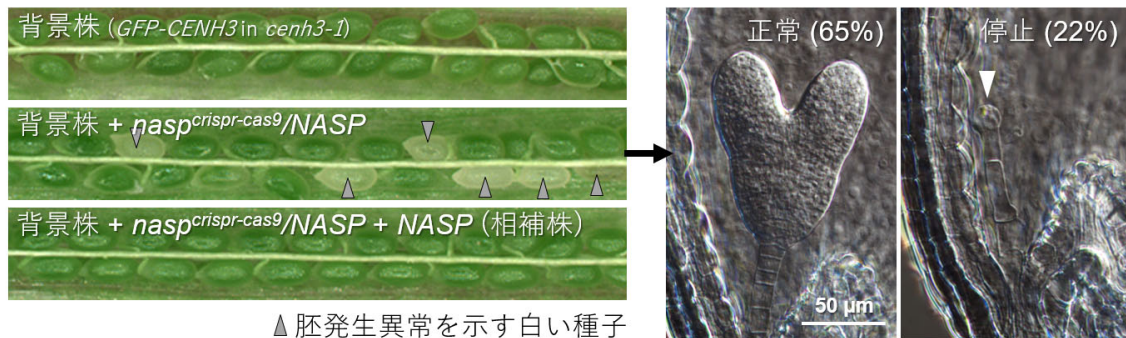 背景株 (GFP-CENH3 in cenh3-1)
背景株 + nasp^crispr-cas9/NASP
背景株 + nasp^crispr-cas9/NASP + NASP (相補株)
胚発生異常を示す白い種子
正常 (65%)
50 µm
停止 (22%)